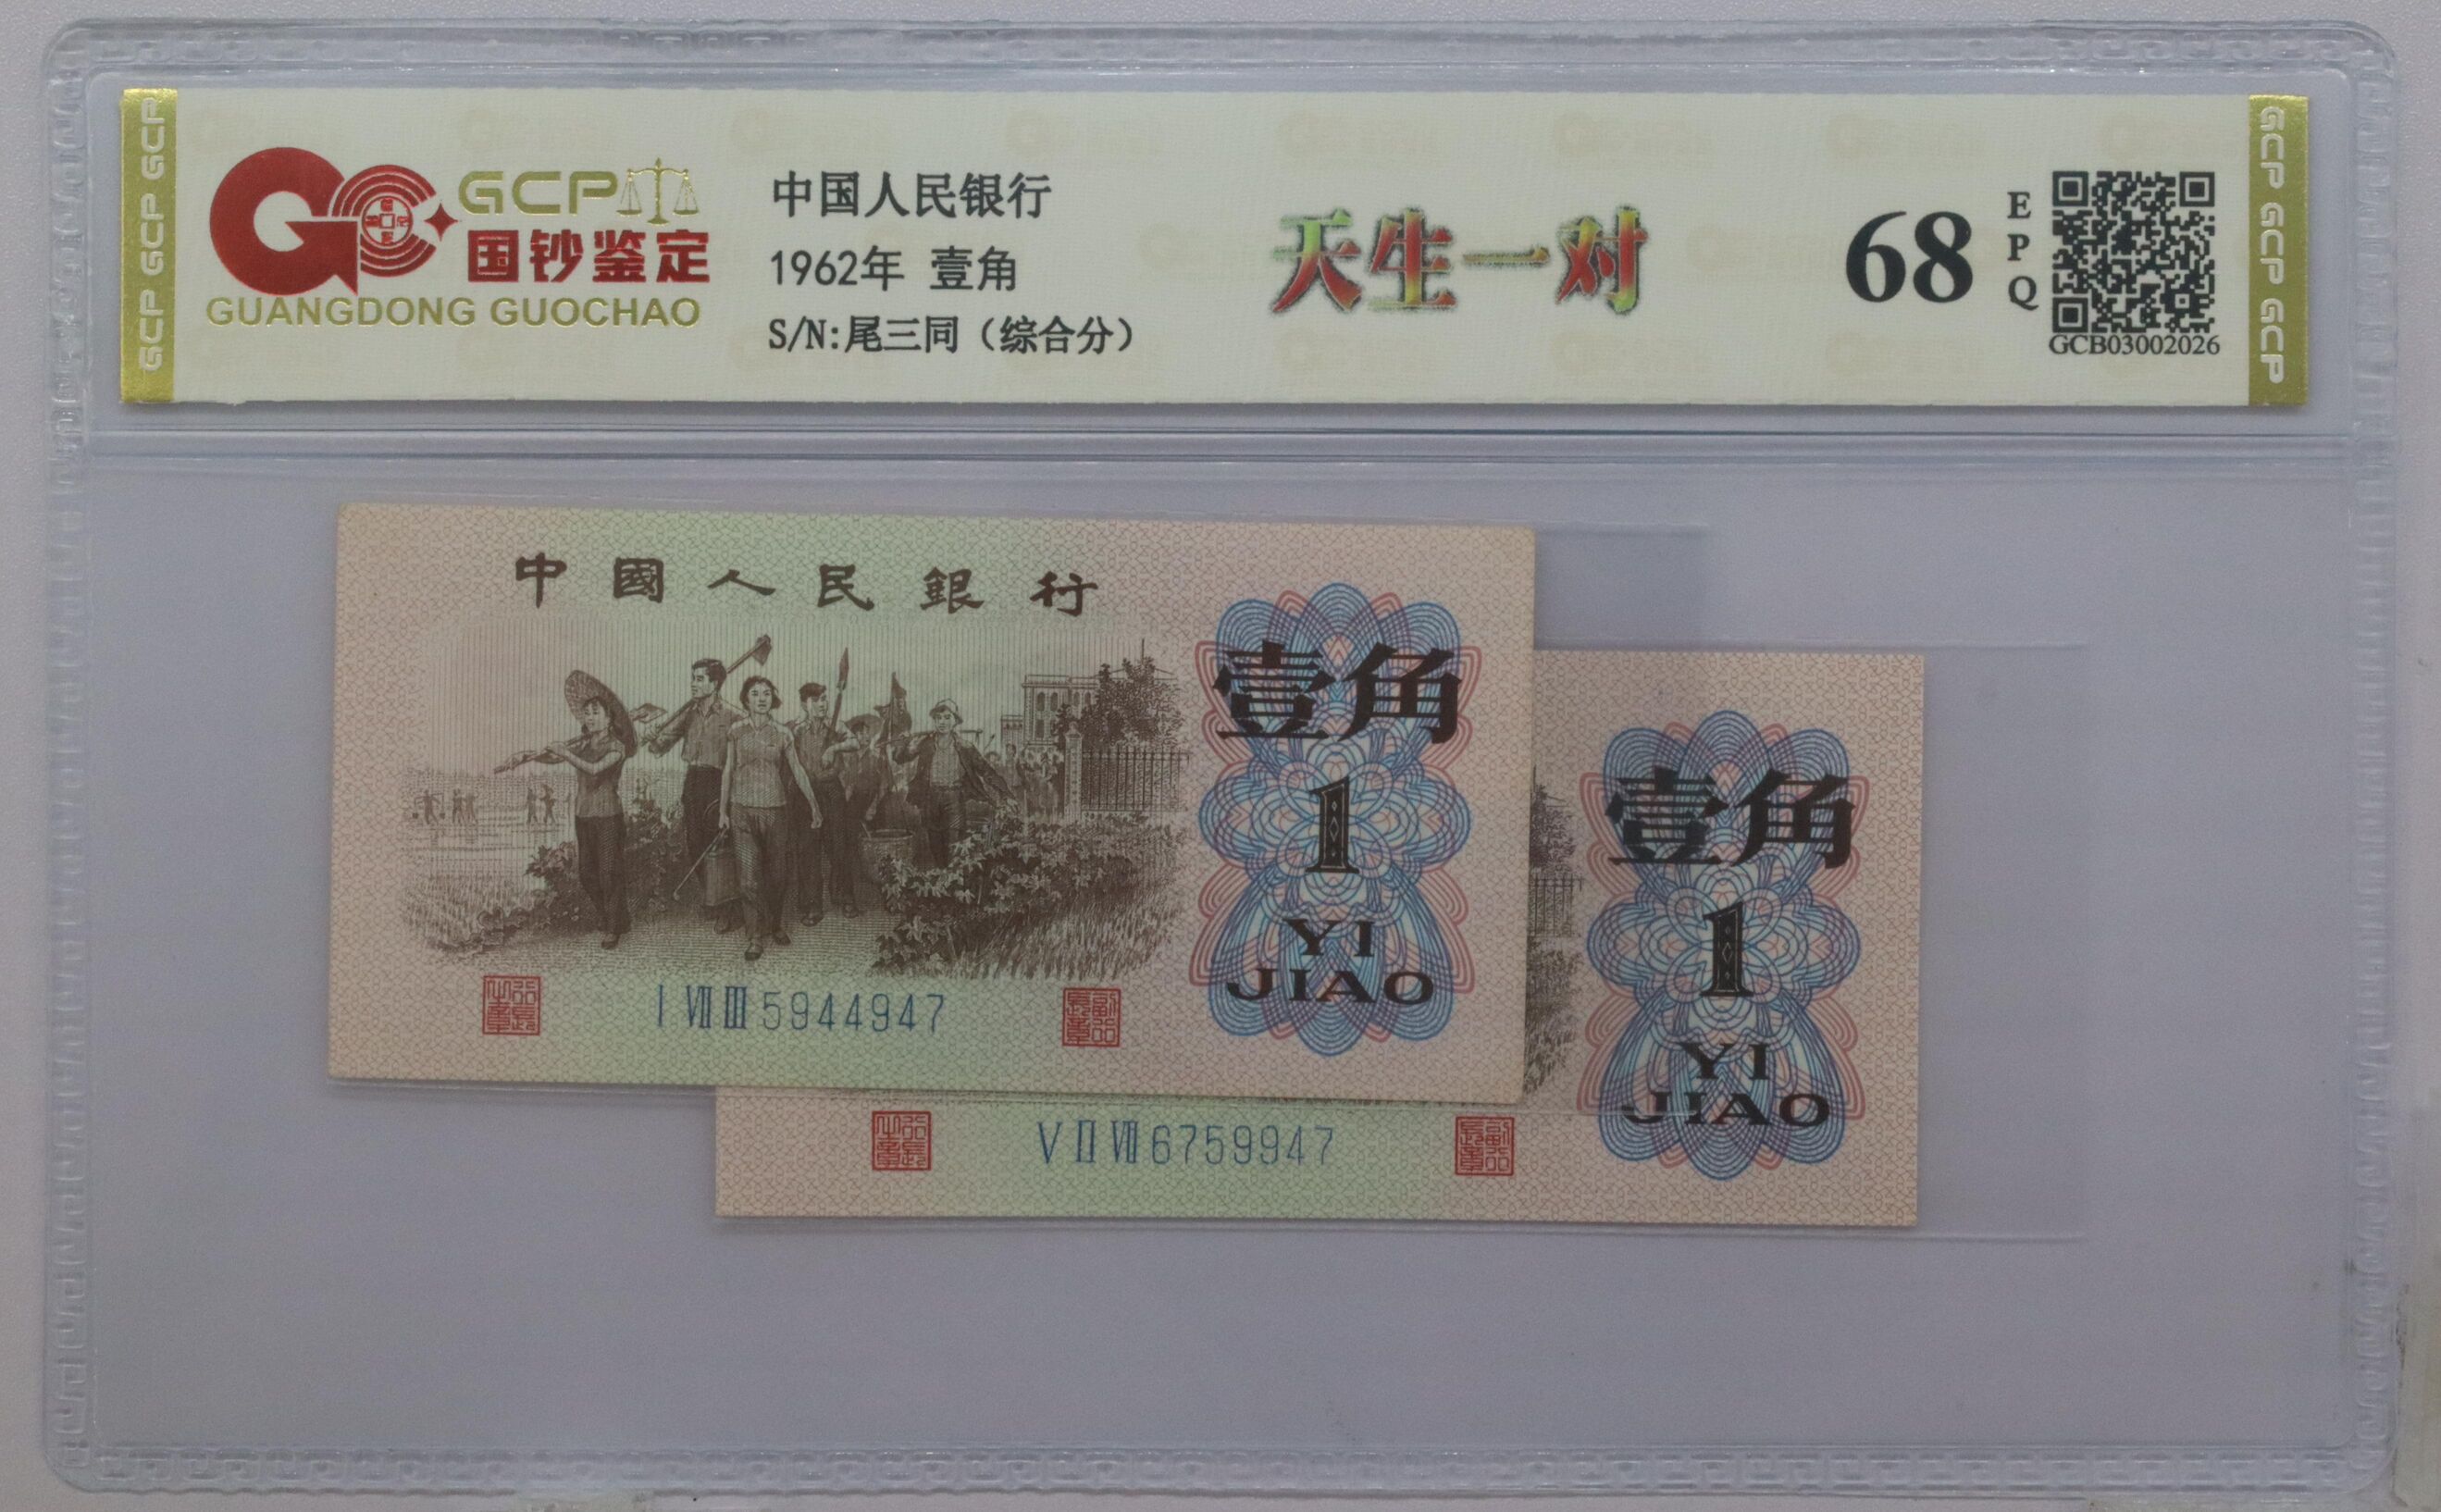 GCP GCP GCP
GCP
国钞鉴定
GUANGDONG GUOCHAO
中国人民银行
1962年 壹角
S/N:尾三同（综合分）
天生一对
68
EPQ
GCB03002026
GCP GCP GCP
中國人民銀行
壹角
1
YI
JIAO
Ⅰ Ⅶ Ⅲ 5944947
壹角
1
YI
JIAO
Ⅴ Ⅱ Ⅶ 6759947